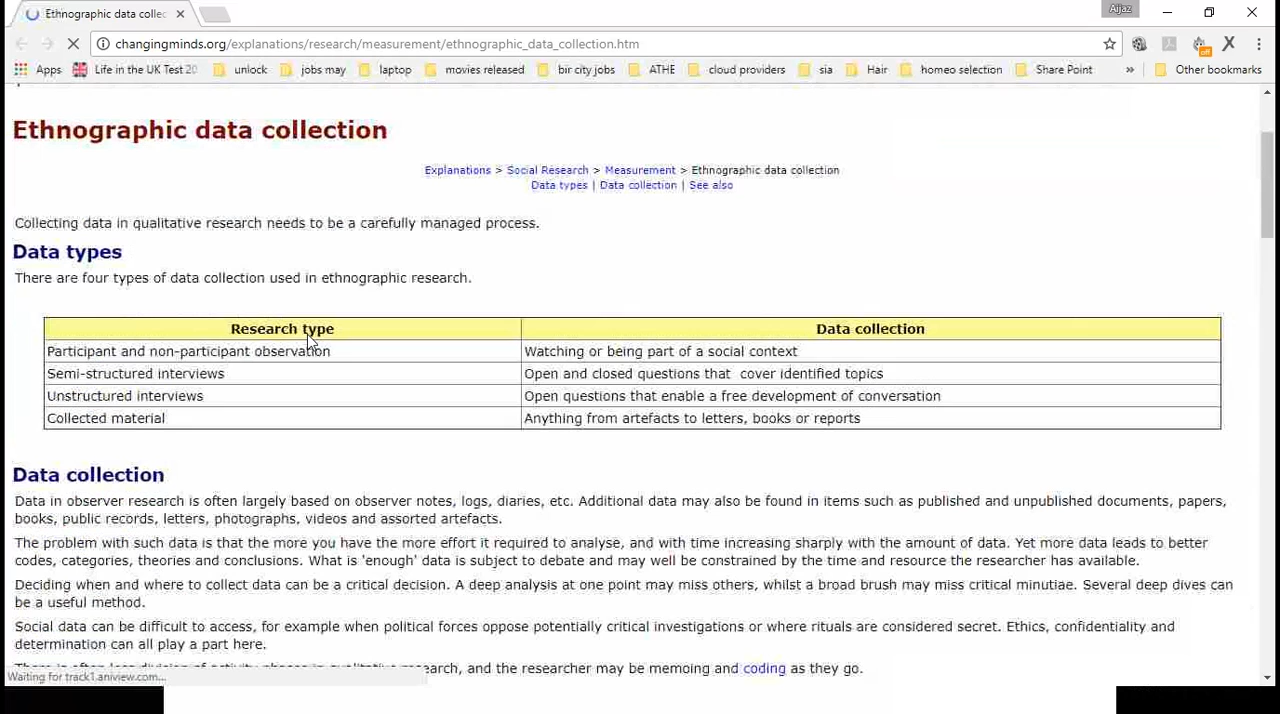 Ethnographic data collec
Aijaz
changingminds.org/explanations/research/measurement/ethnographic_data_collection.htm
off
Apps Life in the UK Test 20 unlock jobs may laptop movies released bir city jobs ATHE cloud providers sia Hair homeo selection Share Point » Other bookmarks
Ethnographic data collection
Explanations > Social Research > Measurement > Ethnographic data collection
Data types | Data collection | See also
Collecting data in qualitative research needs to be a carefully managed process.
Data types
There are four types of data collection used in ethnographic research.
Research type Data collection
Participant and non-participant observation Watching or being part of a social context
Semi-structured interviews Open and closed questions that cover identified topics
Unstructured interviews Open questions that enable a free development of conversation
Collected material Anything from artefacts to letters, books or reports
Data collection
Data in observer research is often largely based on observer notes, logs, diaries, etc. Additional data may also be found in items such as published and unpublished documents, papers,
books, public records, letters, photographs, videos and assorted artefacts.
The problem with such data is that the more you have the more effort it required to analyse, and with time increasing sharply with the amount of data. Yet more data leads to better
codes, categories, theories and conclusions. What is 'enough' data is subject to debate and may well be constrained by the time and resource the researcher has available.
Deciding when and where to collect data can be a critical decision. A deep analysis at one point may miss others, whilst a broad brush may miss critical minutiae. Several deep dives can
be a useful method.
Social data can be difficult to access, for example when political forces oppose potentially critical investigations or where rituals are considered secret. Ethics, confidentiality and
determination can all play a part here.
There is often less division of activity phases in qualitative research, and the researcher may be memoing and coding as they go.
Waiting for track1.aniview.com...